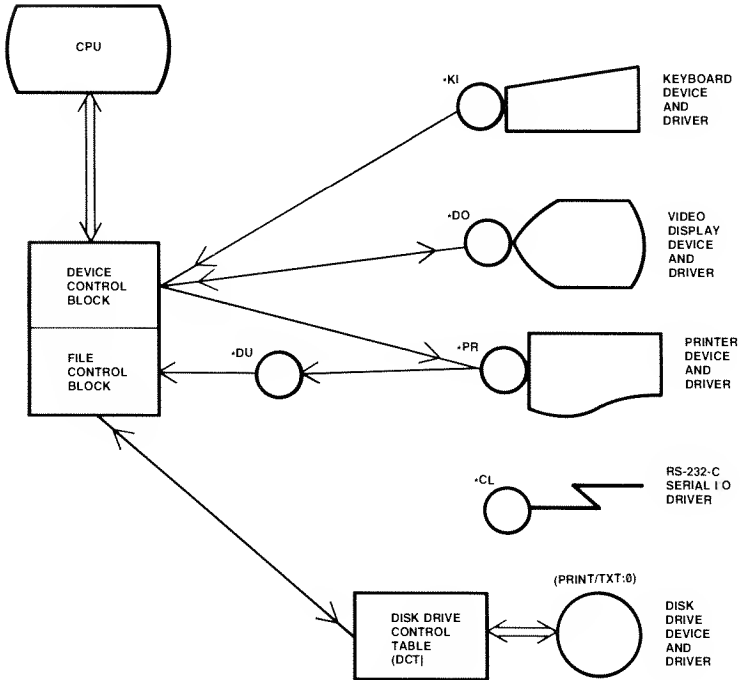 CPU
*KI
KEYBOARD
DEVICE
AND
DRIVER
*DO
VIDEO
DISPLAY
DEVICE
AND
DRIVER
DEVICE
CONTROL
BLOCK
FILE
CONTROL
BLOCK
*DU
*PR
PRINTER
DEVICE
AND
DRIVER
*CL
RS-232-C
SERIAL I O
DRIVER
(PRINT/TXT:0)
DISK DRIVE
CONTROL
TABLE
(DCT)
DISK
DRIVE
DEVICE
AND
DRIVER